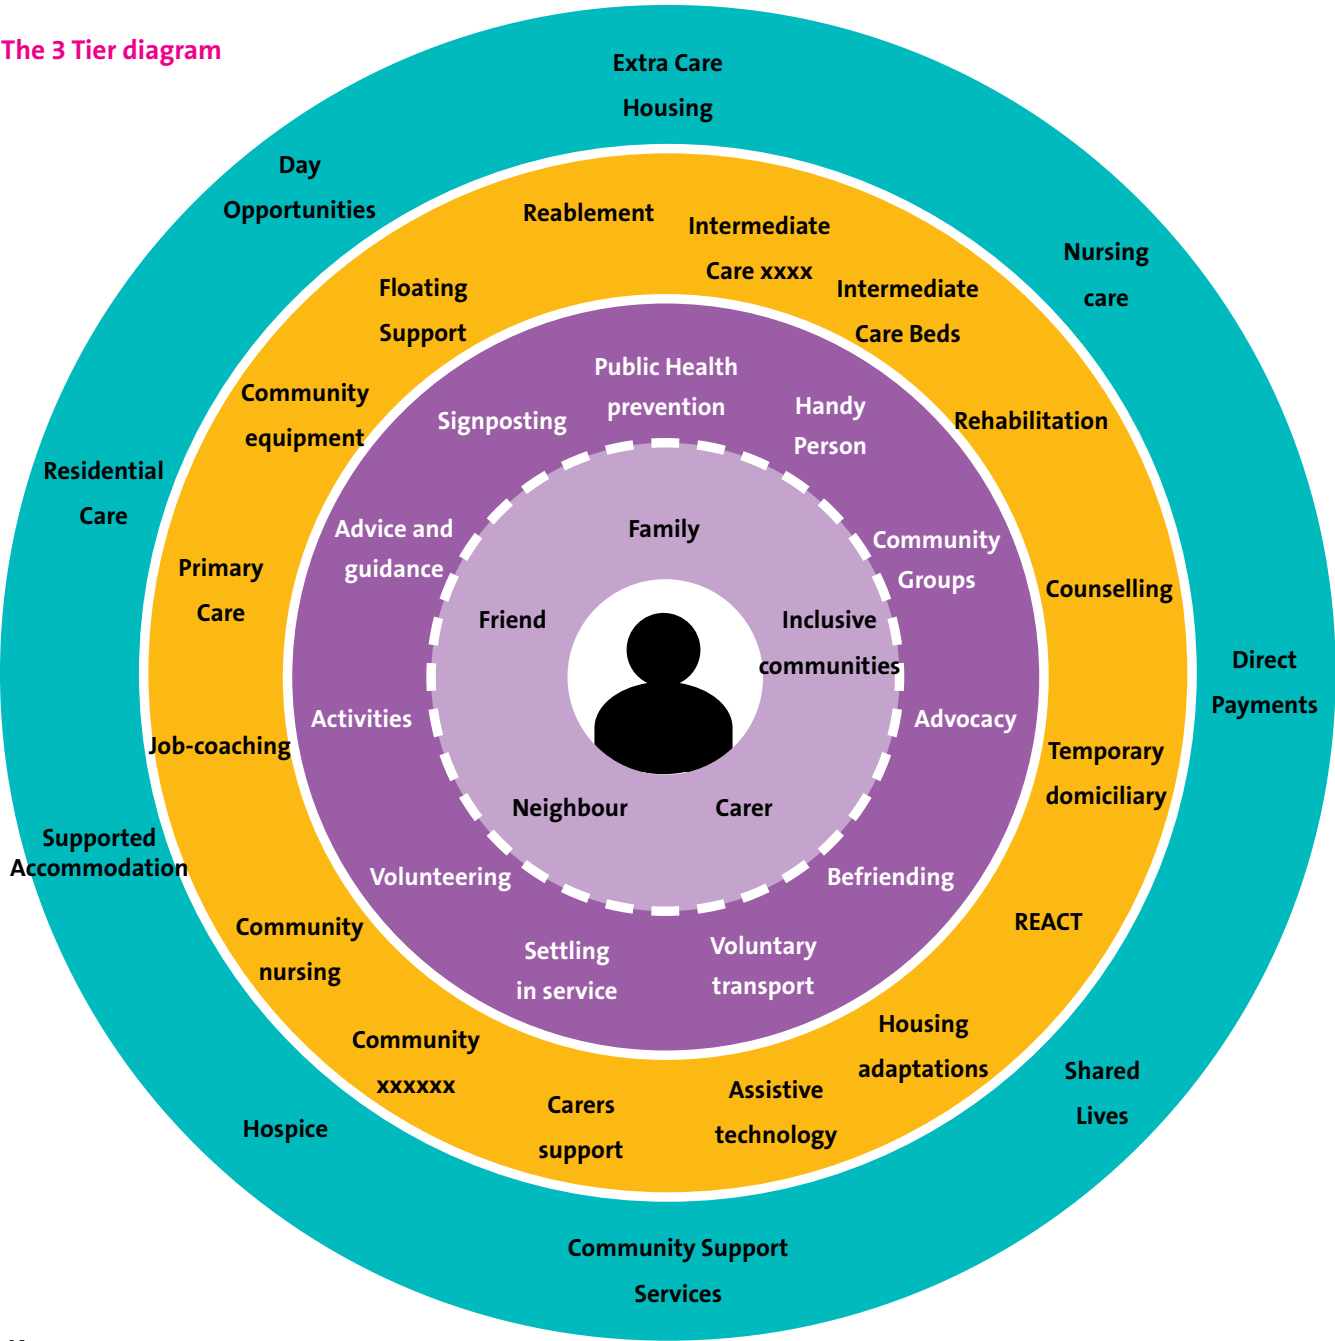 The 3 Tier diagram
Extra Care
Housing
Day
Opportunities
Nursing
care
Residential
Care
Direct
Payments
Supported
Accommodation
Shared
Lives
Hospice
Community Support
Services
Reablement
Intermediate
Care xxxx
Intermediate
Care Beds
Floating
Support
Community
equipment
Rehabilitation
Primary
Care
Counselling
Job-coaching
Temporary
domiciliary
Community
nursing
REACT
Housing
adaptations
Community
xxxxxx
Assistive
technology
Carers
support
Public Health
prevention
Signposting
Handy
Person
Advice and
guidance
Community
Groups
Activities
Advocacy
Volunteering
Befriending
Settling
in service
Voluntary
transport
Family
Friend
Inclusive
communities
Neighbour
Carer